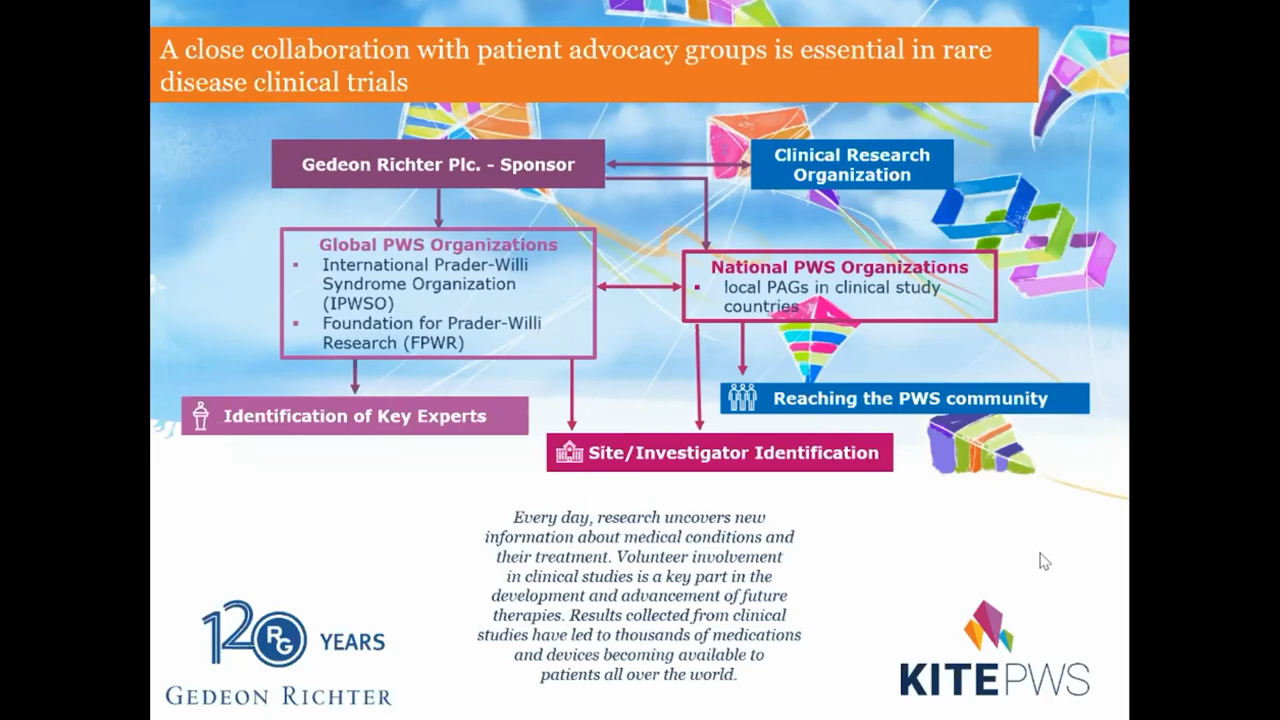 A close collaboration with patient advocacy groups is essential in rare
disease clinical trials
Gedeon Richter Plc. - Sponsor
Clinical Research
Organization
Global PWS Organizations
▪ International Prader-Willi
Syndrome Organization
(IPWSO)
▪ Foundation for Prader-Willi
Research (FPWR)
National PWS Organizations
▪ local PAGs in clinical study
countries
Identification of Key Experts
Reaching the PWS community
Site/Investigator Identification
Every day, research uncovers new
information about medical conditions and
their treatment. Volunteer involvement
in clinical studies is a key part in the
development and advancement of future
therapies. Results collected from clinical
studies have led to thousands of medications
and devices becoming available to
patients all over the world.
120 RG YEARS
GEDEON RICHTER
KITEPWS